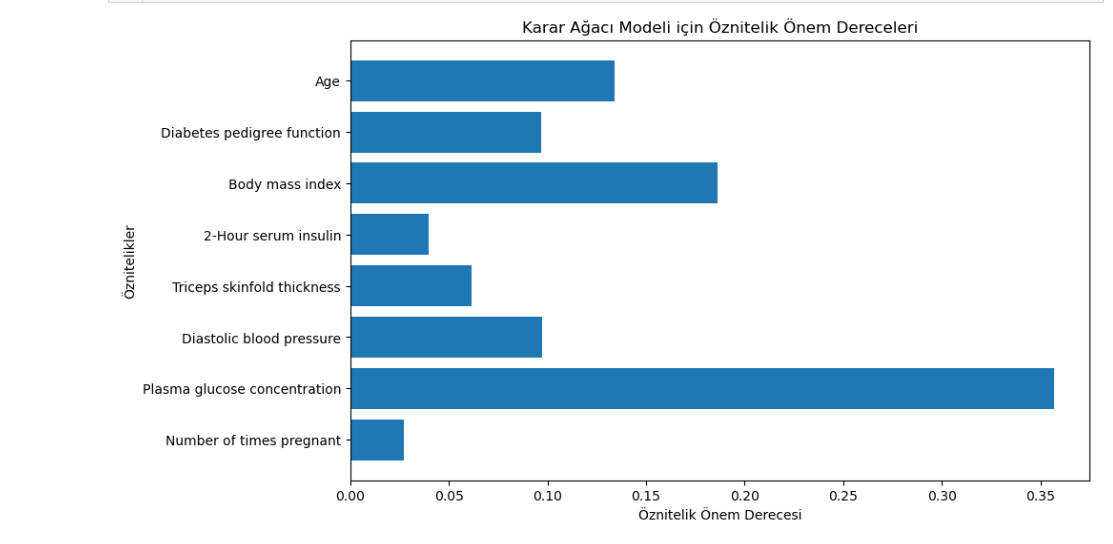 Karar Ağacı Modeli için Öznitelik Önem Dereceleri
Age
Diabetes pedigree function
Body mass index
2-Hour serum insulin
Triceps skinfold thickness
Diastolic blood pressure
Plasma glucose concentration
Number of times pregnant
Öznitelikler
0.00 0.05 0.10 0.15 0.20 0.25 0.30 0.35
Öznitelik Önem Derecesi